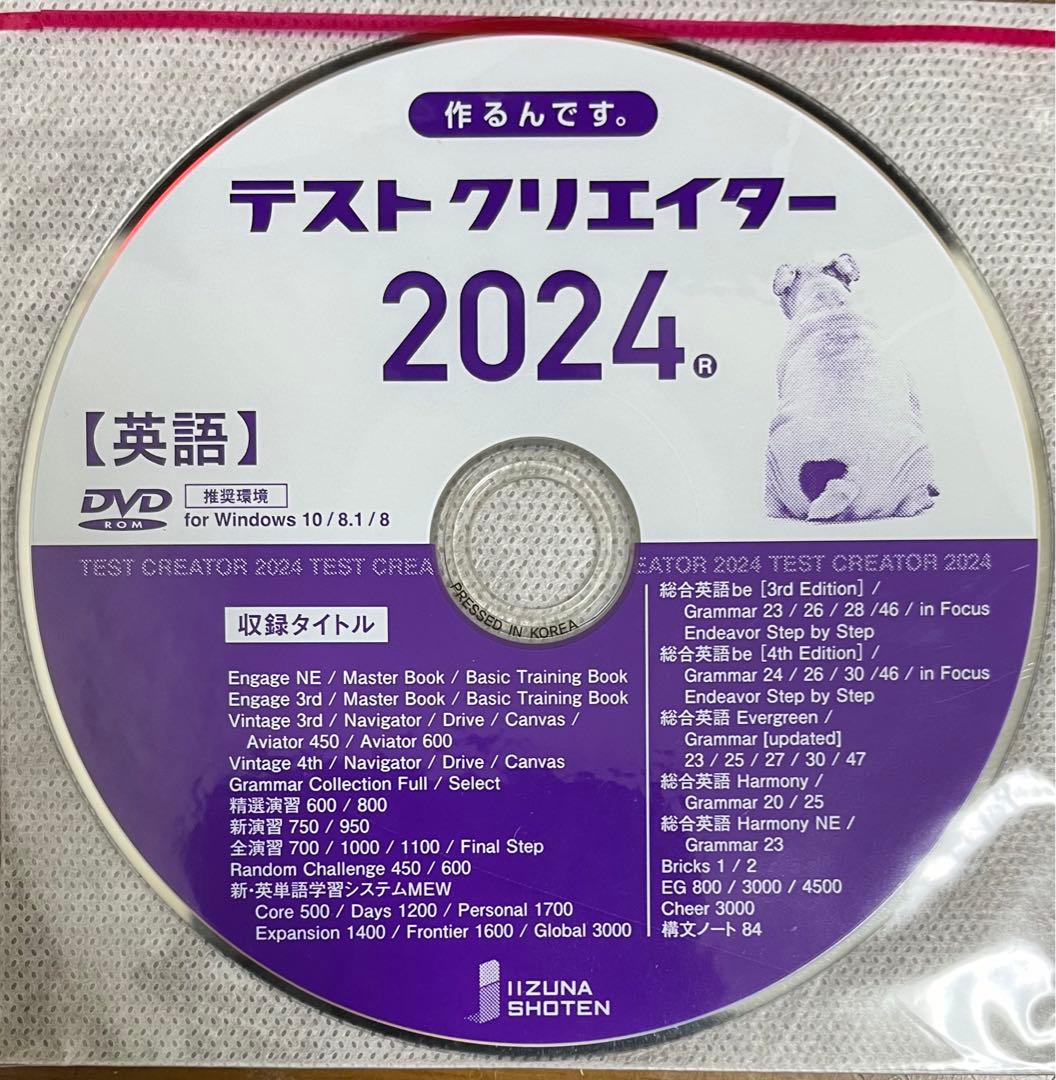 作るんです。
テストクリエイター
2024®
【英語】
DVD
ROM
推奨環境
for Windows 10 / 8.1 / 8
TEST CREATOR 2024 TEST CREA
EATOR 2024 TEST CREATOR 2024
PRESSED IN KOREA
収録タイトル
Engage NE / Master Book / Basic Training Book
Engage 3rd / Master Book / Basic Training Book
Vintage 3rd / Navigator / Drive / Canvas /
Aviator 450 / Aviator 600
Vintage 4th / Navigator / Drive / Canvas
Grammar Collection Full / Select
精選演習 600 / 800
新演習 750 / 950
全演習 700 / 1000 / 1100 / Final Step
Random Challenge 450 / 600
新・英単語学習システムMEW
Core 500 / Days 1200 / Personal 1700
Expansion 1400 / Frontier 1600 / Global 3000
総合英語be [3rd Edition] /
Grammar 23 / 26 / 28 /46 / in Focus
Endeavor Step by Step
総合英語be [4th Edition] /
Grammar 24 / 26 / 30 /46 / in Focus
Endeavor Step by Step
総合英語 Evergreen /
Grammar [updated]
23 / 25 / 27 / 30 / 47
総合英語 Harmony /
Grammar 20 / 25
総合英語 Harmony NE /
Grammar 23
Bricks 1 / 2
EG 800 / 3000 / 4500
Cheer 3000
構文ノート 84
IIZUNA
SHOTEN